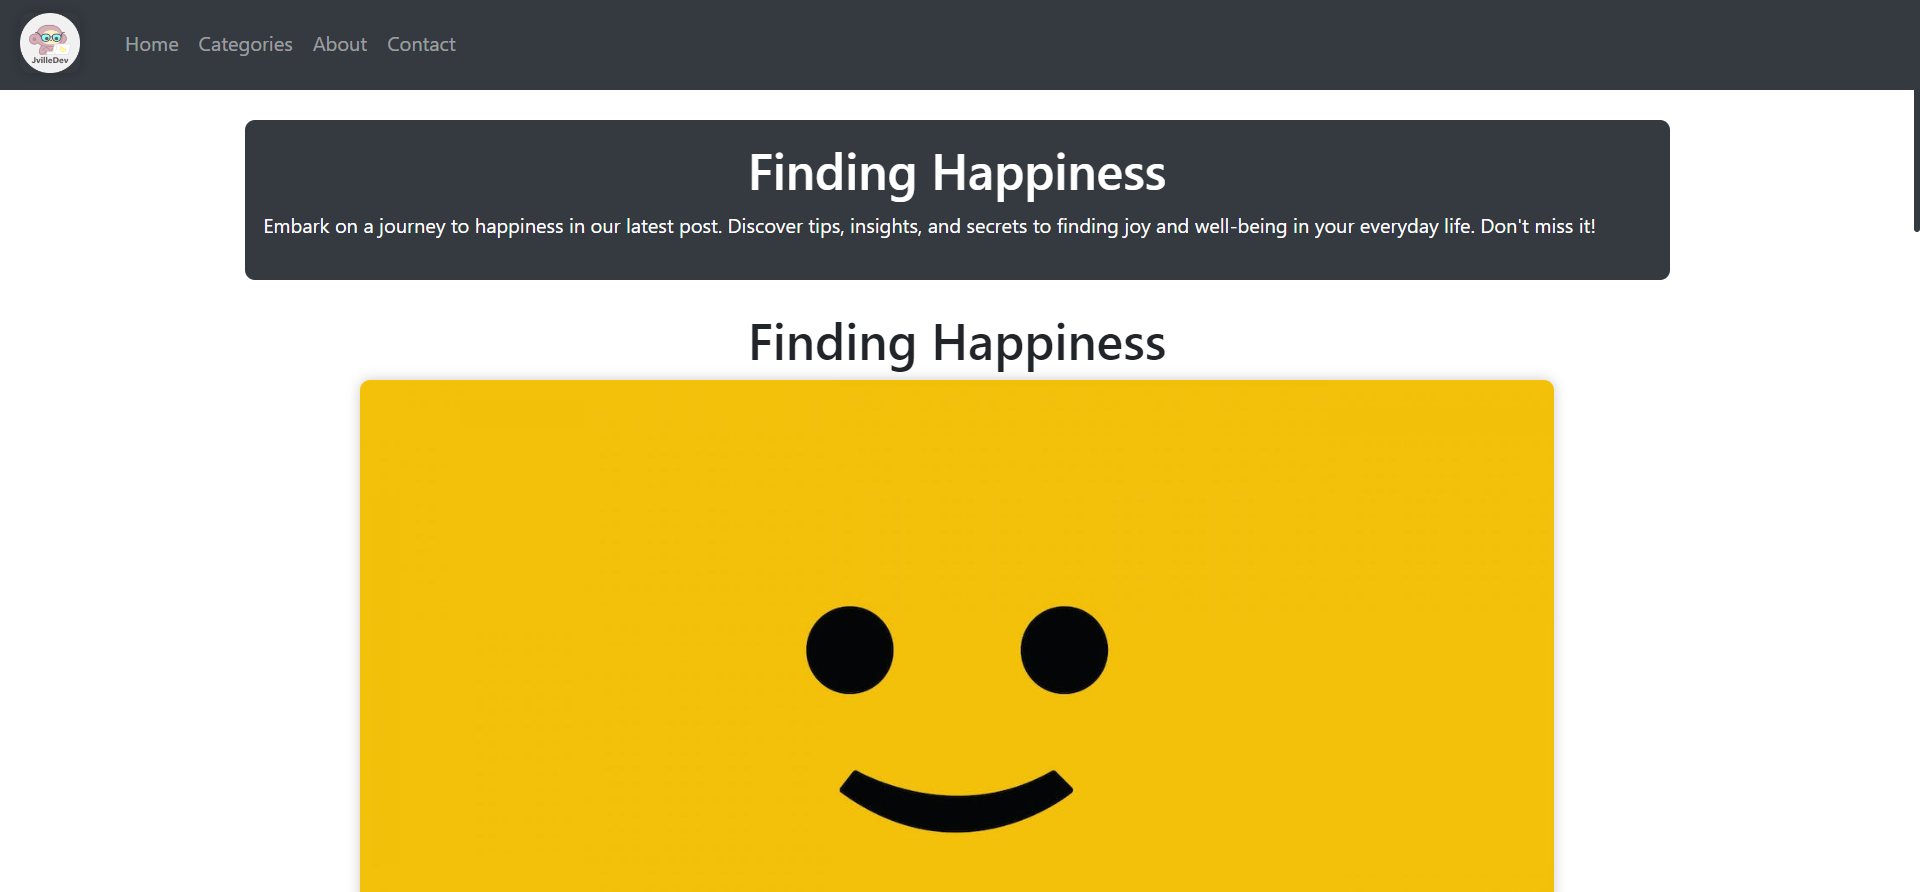 JvilleDev
Home Categories About Contact
Finding Happiness
Embark on a journey to happiness in our latest post. Discover tips, insights, and secrets to finding joy and well-being in your everyday life. Don't miss it!
Finding Happiness